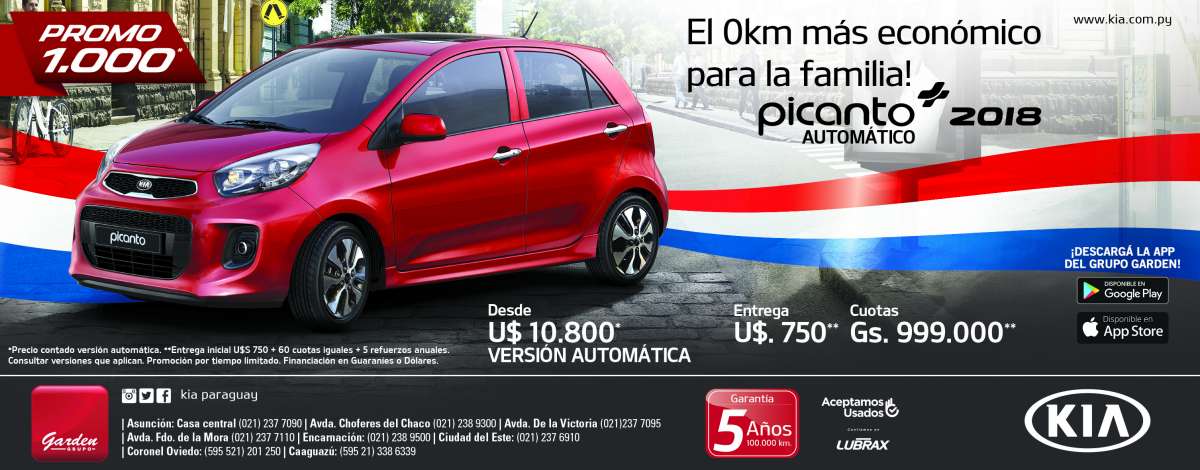 PROMO
1.000*
El 0km más económico
para la familia!
picanto+ 2018
AUTOMÁTICO
www.kia.com.py
KIA
picanto
¡DESCARGÁ LA APP
DEL GRUPO GARDEN!
DISPONIBLE EN
Google Play
Disponible en
App Store
Desde
U$ 10.800*
VERSIÓN AUTOMÁTICA
Entrega
U$. 750**
Cuotas
Gs. 999.000**
*Precio contado versión automática. **Entrega inicial U$S 750 + 60 cuotas iguales + 5 refuerzos anuales.
Consultar versiones que aplican. Promoción por tiempo limitado. Financiación en Guaraníes o Dólares.
Garden
GRUPO
kia paraguay
| Asunción: Casa central (021) 237 7090 | Avda. Choferes del Chaco (021) 238 9300 | Avda. De la Victoria (021)237 7095
| Avda. Fdo. de la Mora (021) 237 7110 | Encarnación: (021) 238 9500 | Ciudad del Este: (021) 237 6910
| Coronel Oviedo: (595 521) 201 250 | Caaguazú: (595 21) 338 6339
Garantía
5 Años
100.000 km.
Aceptamos
Usados
Confiamos en
LUBRAX
KIA